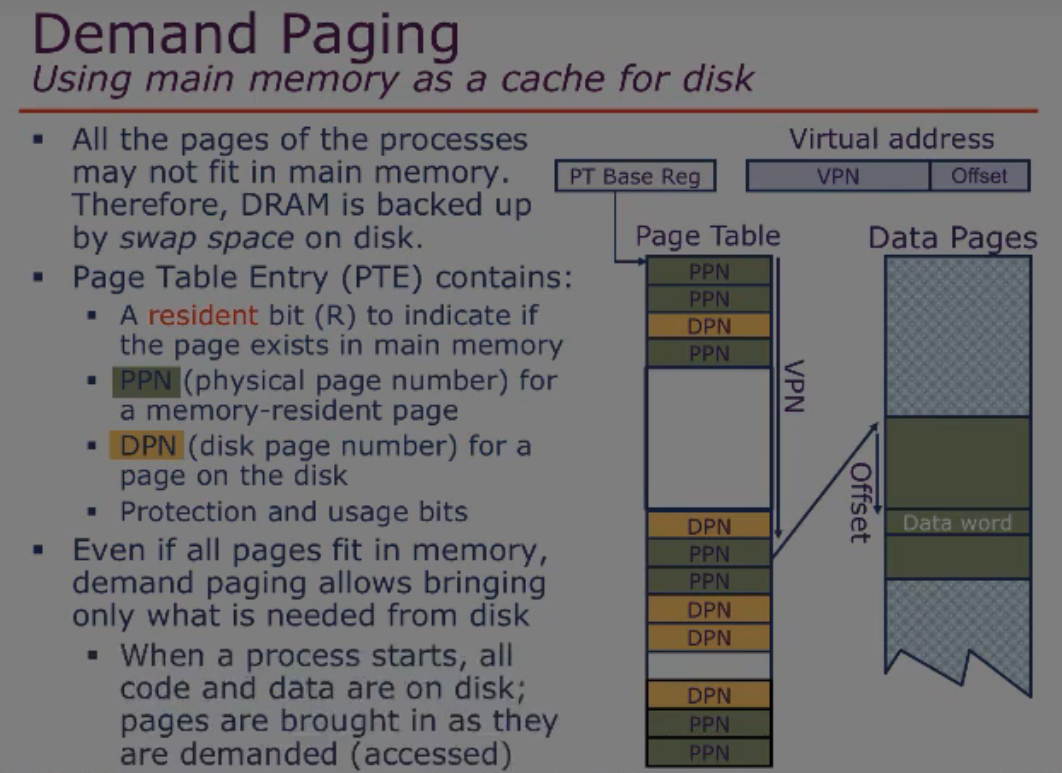 Demand Paging
Using main memory as a cache for disk
▪ All the pages of the processes
may not fit in main memory.
Therefore, DRAM is backed up
by swap space on disk.
▪ Page Table Entry (PTE) contains:
▪ A resident bit (R) to indicate if
the page exists in main memory
▪ PPN (physical page number) for
a memory-resident page
▪ DPN (disk page number) for a
page on the disk
▪ Protection and usage bits
▪ Even if all pages fit in memory,
demand paging allows bringing
only what is needed from disk
▪ When a process starts, all
code and data are on disk;
pages are brought in as they
are demanded (accessed)
Virtual address
PT Base Reg
VPN
Offset
Page Table
Data Pages
PPN
PPN
DPN
PPN
VPN
DPN
PPN
PPN
DPN
DPN
DPN
PPN
PPN
Offset
Data word